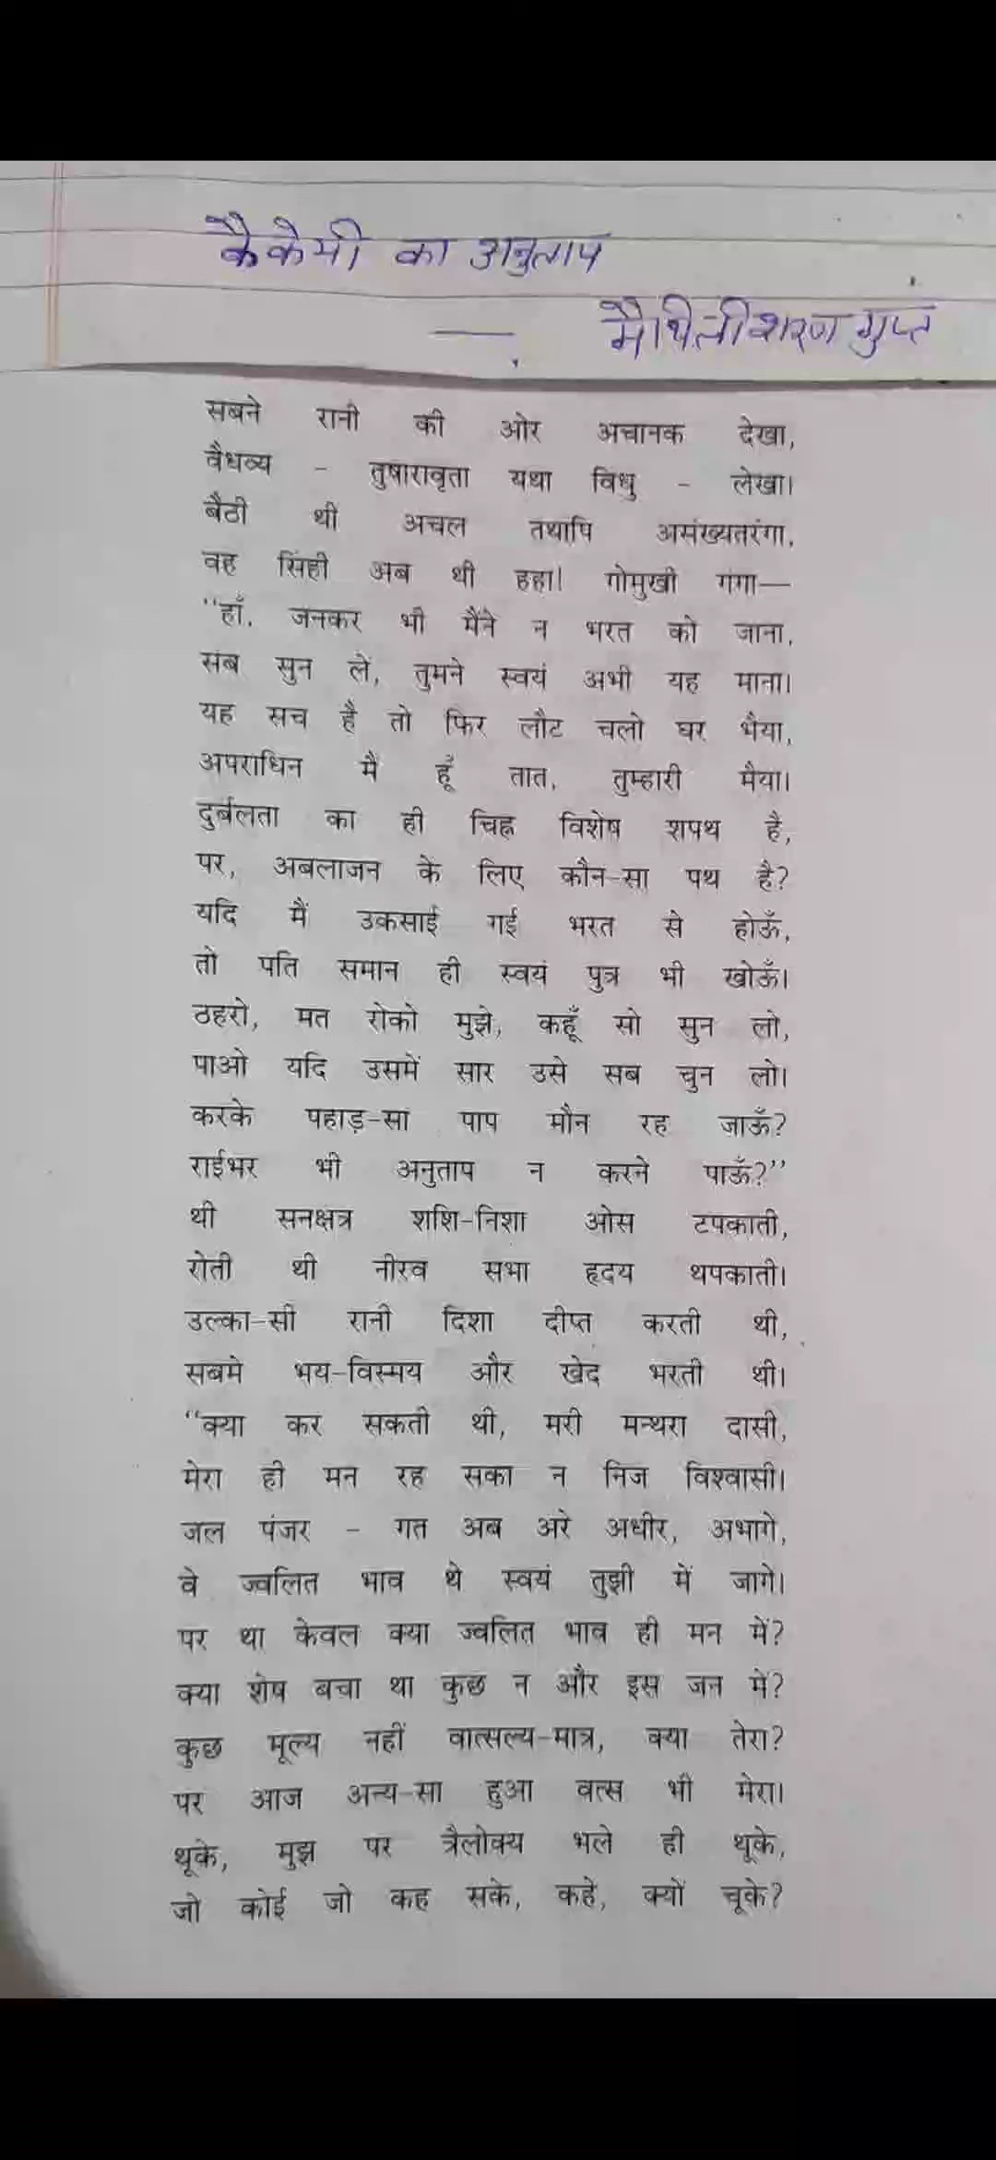 कैकेयी का अनुताप
— मैथिलीशरण गुप्त
सबने रानी की ओर अचानक देखा,
वैधव्य - तुषारावृता यथा विधु - लेखा।
बैठी थी अचल तथापि असंख्यतरंगा,
वह सिंही अब थी हहा! गोमुखी गंगा—
"हाँ, जनकर भी मैंने न भरत को जाना,
सब सुन लें, तुमने स्वयं अभी यह माना।
यह सच है तो फिर लौट चलो घर भैया,
अपराधिन मैं हूँ तात, तुम्हारी मैया।
दुर्बलता का ही चिह्न विशेष शपथ है,
पर, अबलाजन के लिए कौन-सा पथ है?
यदि मैं उकसाई गई भरत से होऊँ,
तो पति समान ही स्वयं पुत्र भी खोऊँ।
ठहरो, मत रोको मुझे, कहूँ सो सुन लो,
पाओ यदि उसमें सार उसे सब चुन लो।
करके पहाड़-सा पाप मौन रह जाऊँ?
राईभर भी अनुताप न करने पाऊँ?"
थी सनक्षत्र शशि-निशा ओस टपकाती,
रोती थी नीरव सभा हृदय थपकाती।
उल्का-सी रानी दिशा दीप्त करती थी,
सबमे भय-विस्मय और खेद भरती थी।
"क्या कर सकती थी, मरी मन्थरा दासी,
मेरा ही मन रह सका न निज विश्वासी।
जल पंजर - गत अब अरे अधीर, अभागे,
वे ज्वलित भाव थे स्वयं तुझी में जागे।
पर था केवल क्या ज्वलित भाव ही मन में?
क्या शेष बचा था कुछ न और इस जन में?
कुछ मूल्य नहीं वात्सल्य-मात्र, क्या तेरा?
पर आज अन्य-सा हुआ वत्स भी मेरा।
थूके, मुझ पर त्रैलोक्य भले ही थूके,
जो कोई जो कह सके, कहे, क्यों चूके?